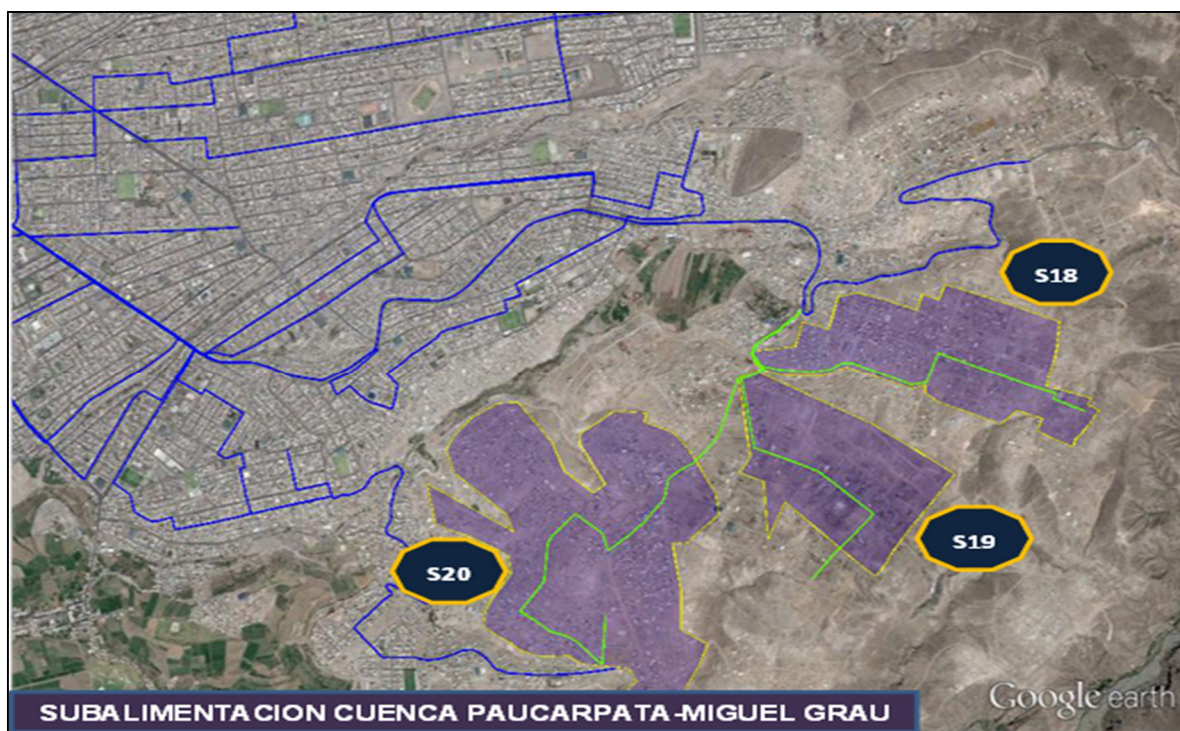 S18
S19
S20
Google earth
SUBALIMENTACION CUENCA PAUCARPATA-MIGUEL GRAU